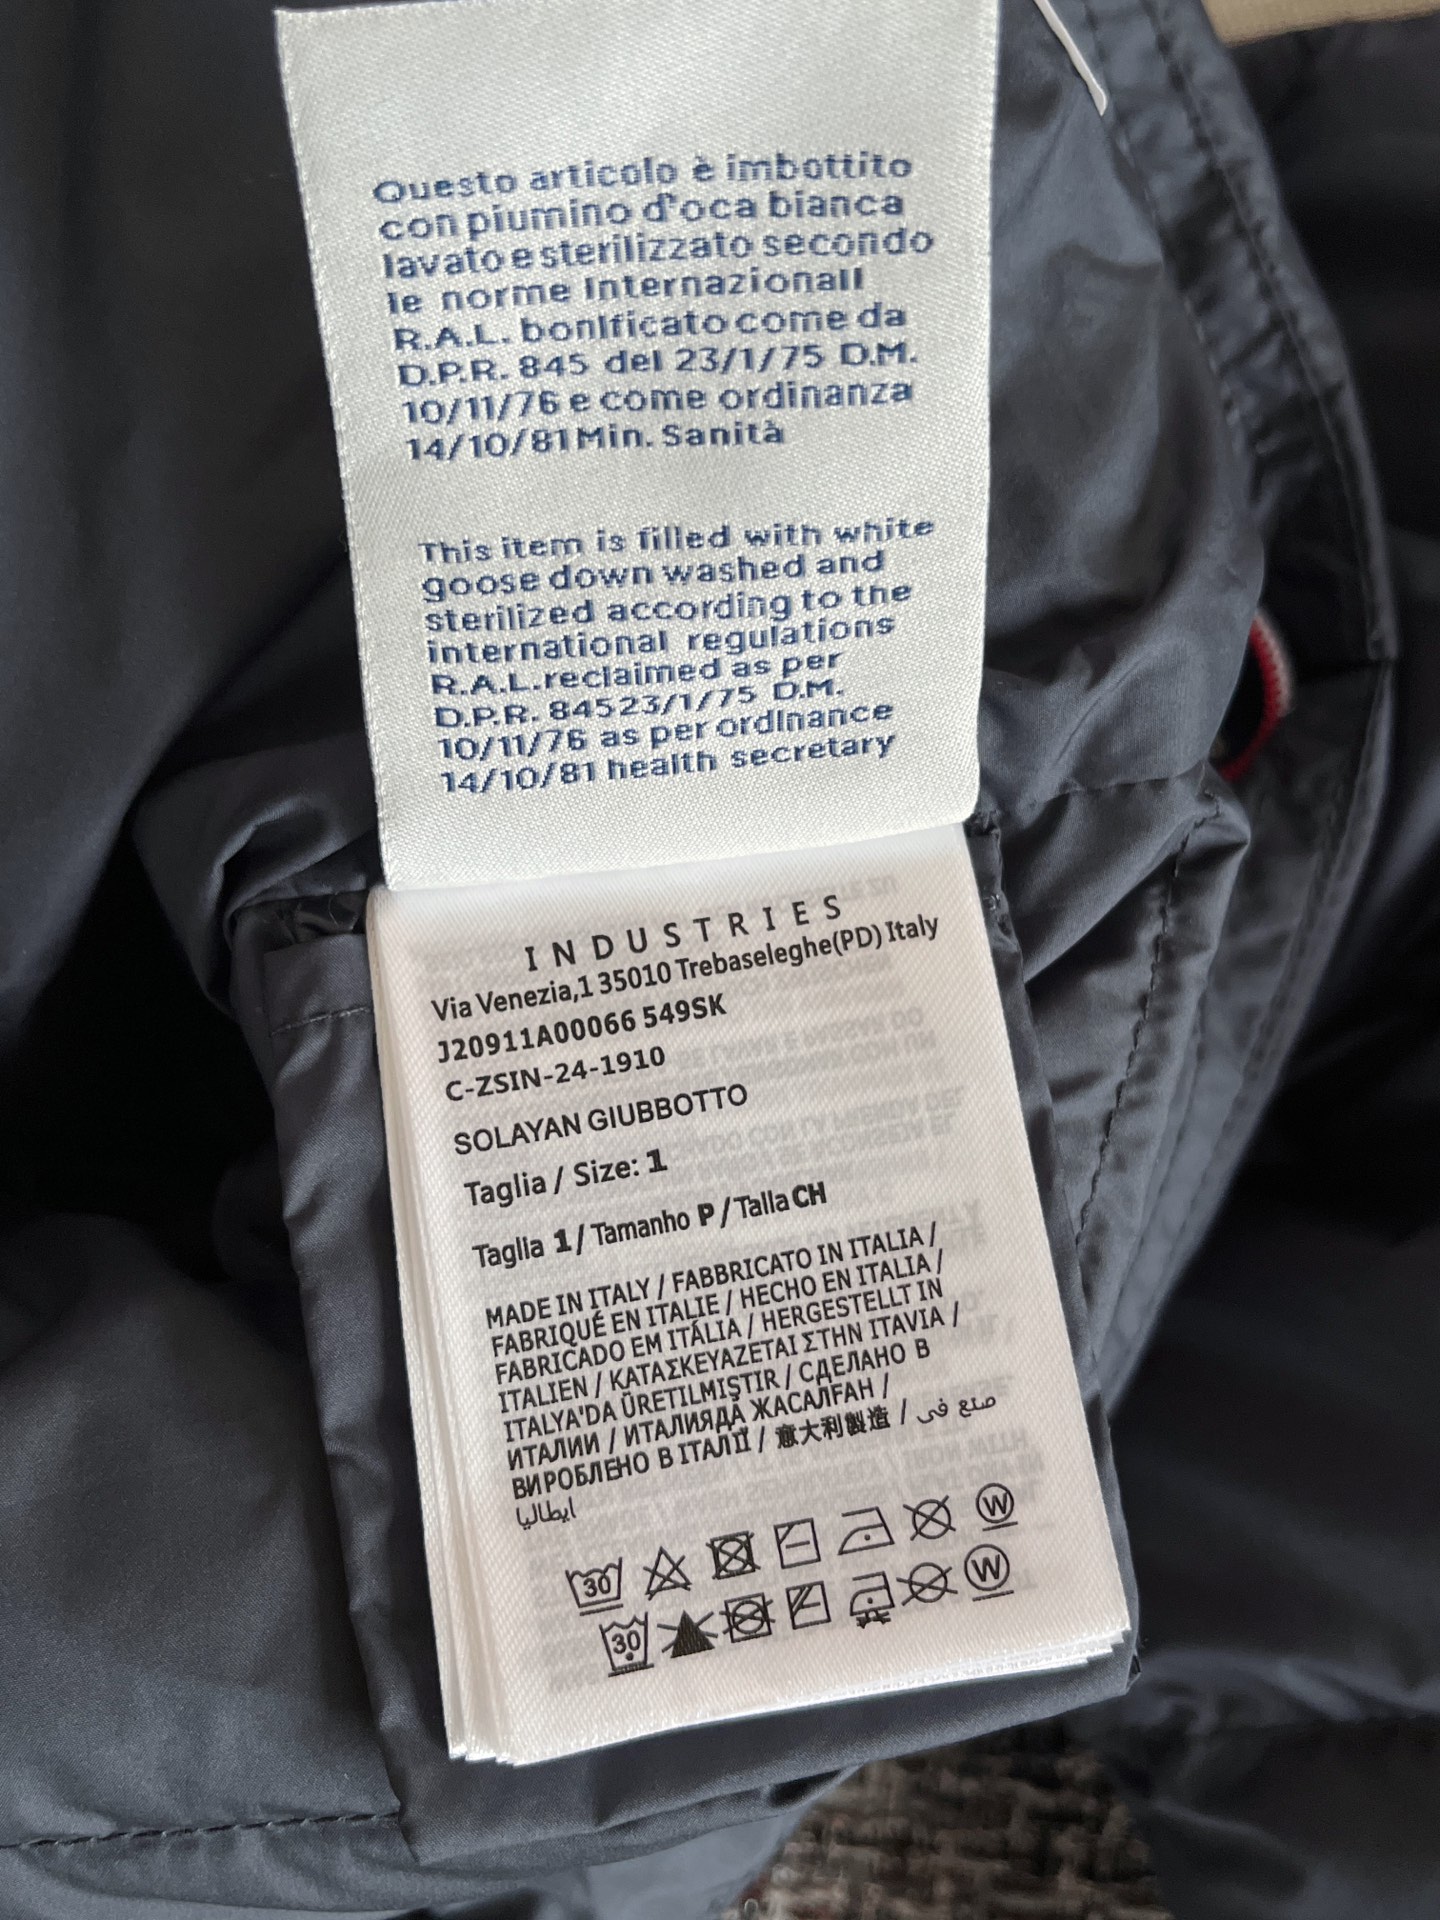 Questo articolo è imbottito
con piumino d'oca bianca
lavato e sterilizzato secondo
le norme Internazionall
R.A.L. bonIficato come da
D.P.R. 845 del 23/1/75 D.M.
10/11/76 e come ordinanza
14/10/81 Min. Sanità
This item is filled with white
goose down washed and
sterilized according to the
international regulations
R.A.L.reclaimed as per
D.P.R. 84523/1/75 D.M.
10/11/76 as per ordInance
14/10/81 health secretary
INDUSTRIES
Via Venezia,1 35010 Trebaseleghe(PD) Italy
J20911A00066 549SK
C-ZSIN-24-1910
SOLAYAN GIUBBOTTO
Taglia / Size: 1
Taglia 1 / Tamanho P / Talla CH
MADE IN ITALY / FABBRICATO IN ITALIA /
FABRIQUÉ EN ITALIE / HECHO EN ITALIA /
FABRICADO EM ITÁLIA / HERGESTELLT IN
ITALIEN / ΚΑΤΑΣΚΕΥΑΖΕΤΑΙ ΣΤΗΝ ΙΤΑVΙΑ /
ITALYA'DA ÜRETILMIŞTIR / СДЕЛАНО В
ИТАЛИИ / ИТАЛИЯДА ЖАСАЛҒАН /
ВИРОБЛЕНО В ІТАЛІЇ / 意大利製造 / صنع في
ايطاليا
30 W
30 W